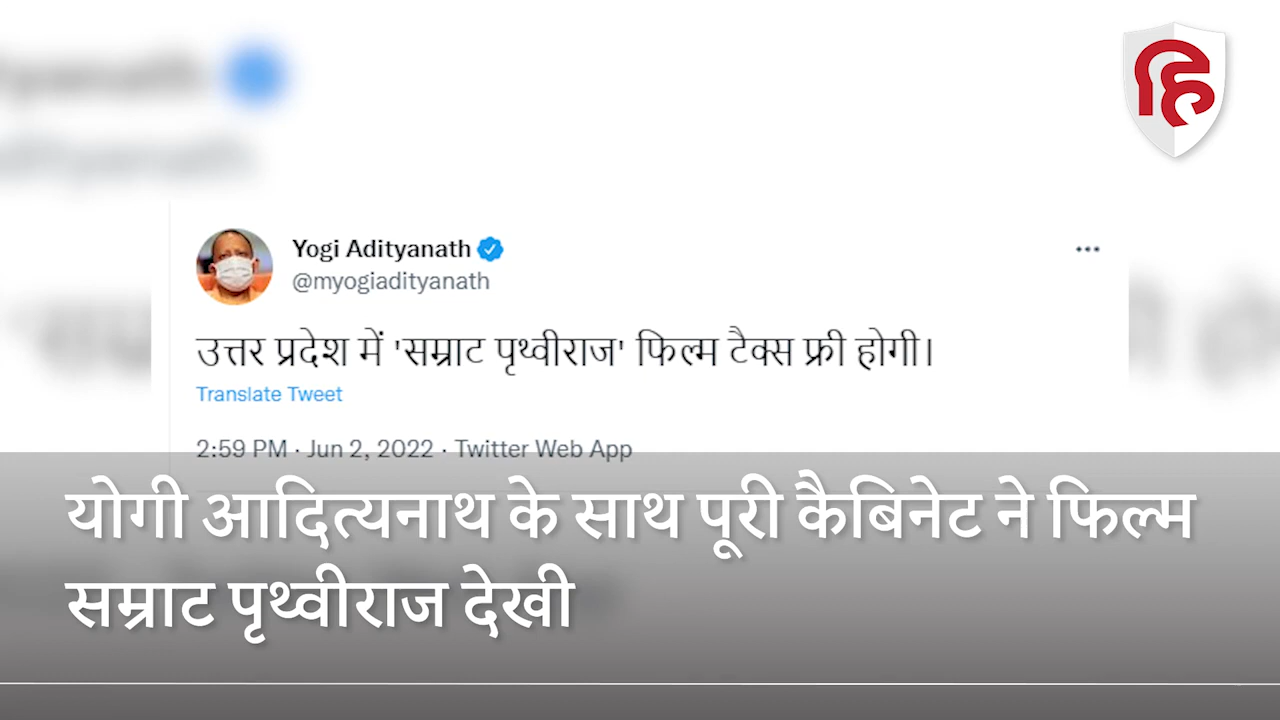 हि
Yogi Adityanath
@myogiadityanath
उत्तर प्रदेश में 'सम्राट पृथ्वीराज' फिल्म टैक्स फ्री होगी।
Translate Tweet
2:59 PM · Jun 2, 2022 · Twitter Web App
योगी आदित्यनाथ के साथ पूरी कैबिनेट ने फिल्म
सम्राट पृथ्वीराज देखी